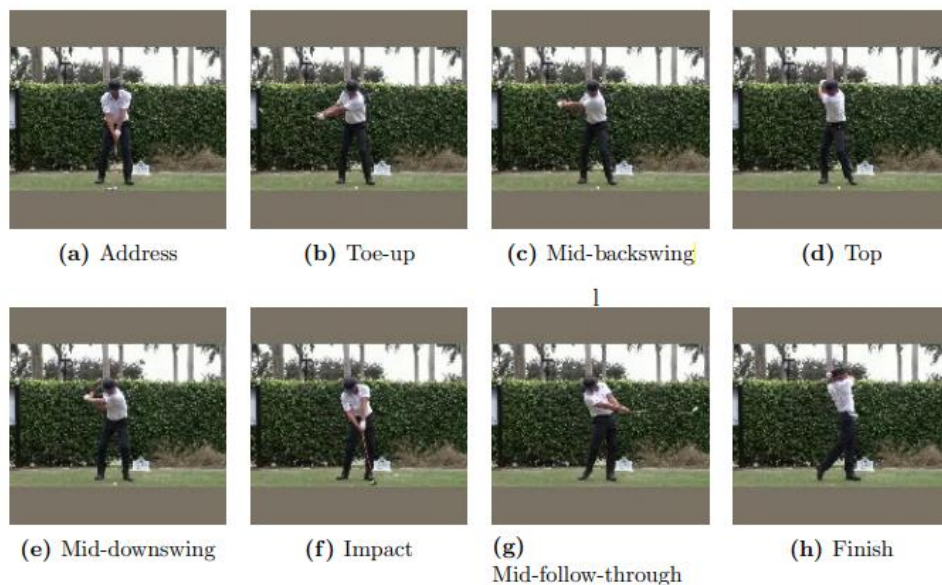 (a) Address
(b) Toe-up
(c) Mid-backswing
(d) Top
l
(e) Mid-downswing
(f) Impact
(g)
Mid-follow-through
(h) Finish